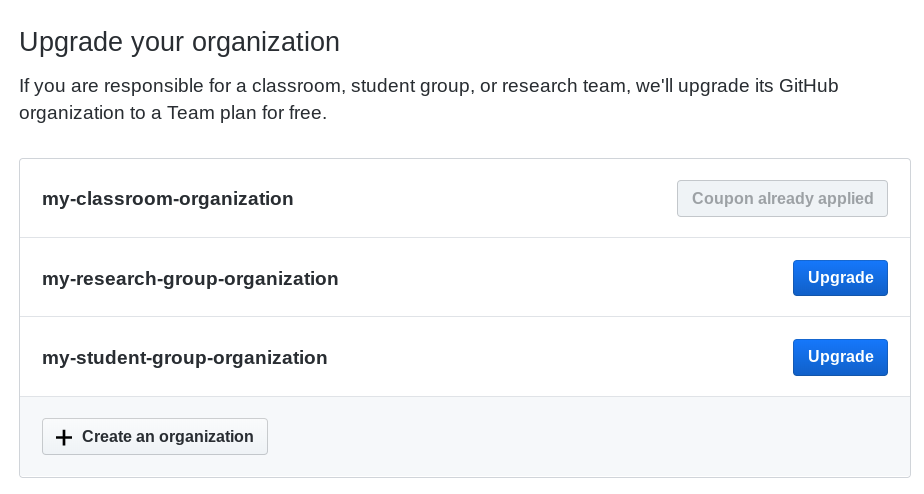 Upgrade your organization
If you are responsible for a classroom, student group, or research team, we'll upgrade its GitHub
organization to a Team plan for free.
my-classroom-organization
Coupon already applied
my-research-group-organization
Upgrade
my-student-group-organization
Upgrade
Create an organization